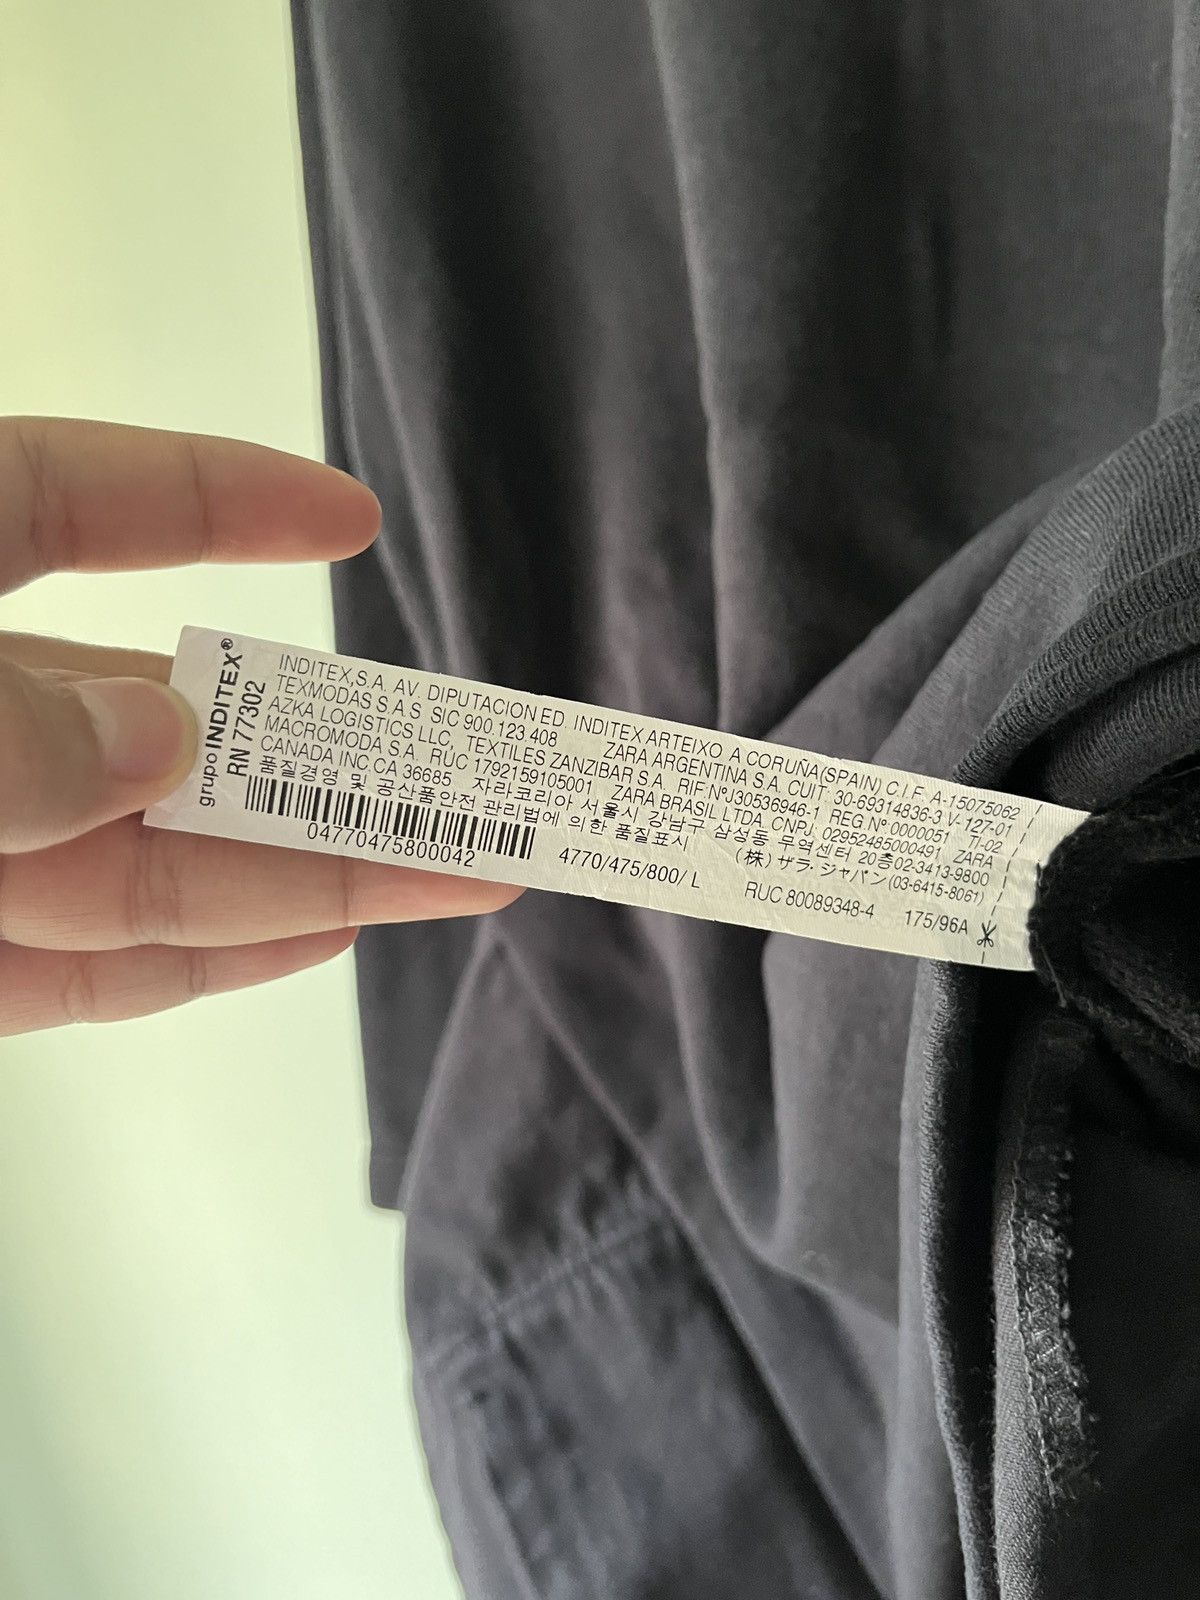 grupo INDITEX®
RN 77302
INDITEX,S.A. AV. DIPUTACION ED. INDITEX ARTEIXO A CORUÑA(SPAIN) C.I.F. A-15075062
TEXMODAS S.A.S SIC 900.123.408 ZARA ARGENTINA S.A. CUIT. 30-69314836-3 V-127-01
AZKA LOGISTICS LLC, TEXTILES ZANZIBAR S.A. RIF:NºJ30536946-1 REG.Nº 0000051 TI-02
MACROMODA S.A. RUC 1792159105001 ZARA BRASIL LTDA. CNPJ. 02952485000491 ZARA
CANADA INC.CA 36685 자라코리아 서울시 강남구 삼성동 무역센터 20층02-3413-9800
품질경영 및 공산품안전 관리법에 의한 품질표시 (株) ザラ・ジャパン(03-6415-8061)
04770475800042 4770/475/800/ L RUC 80089348-4 175/96A